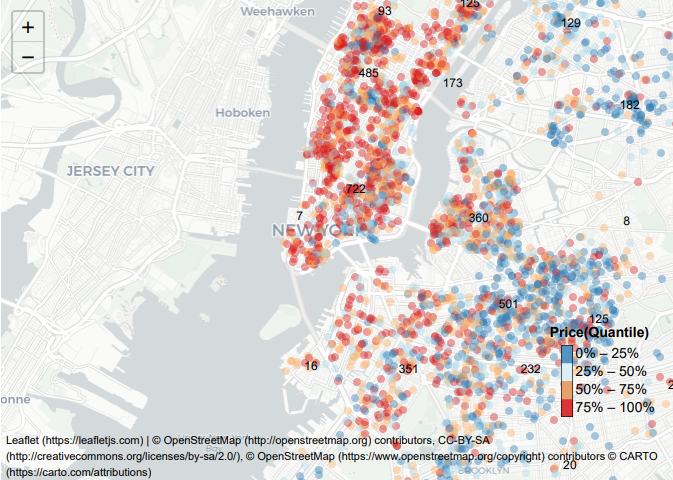 93
125
Weehawken
+
129
−
485
173
182
Hoboken
JERSEY CITY
722
7
360
8
NEW YORK
501
125
Price(Quantile)
0% – 25%
16
351
232
25% – 50%
50% – 75%
2
onne
75% – 100%
Leaflet (https://leafletjs.com) | © OpenStreetMap (http://openstreetmap.org) contributors, CC-BY-SA
Bay
(http://creativecommons.org/licenses/by-sa/2.0/), © OpenStreetMap (https://www.openstreetmap.org/copyright) contributors © CARTO
(https://carto.com/attributions)
BROOKLYN
20